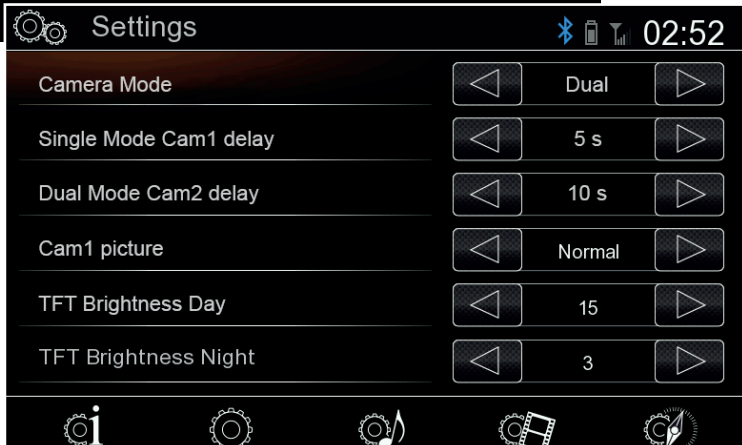 Settings 02:52
Camera Mode Dual
Single Mode Cam1 delay 5 s
Dual Mode Cam2 delay 10 s
Cam1 picture Normal
TFT Brightness Day 15
TFT Brightness Night 3